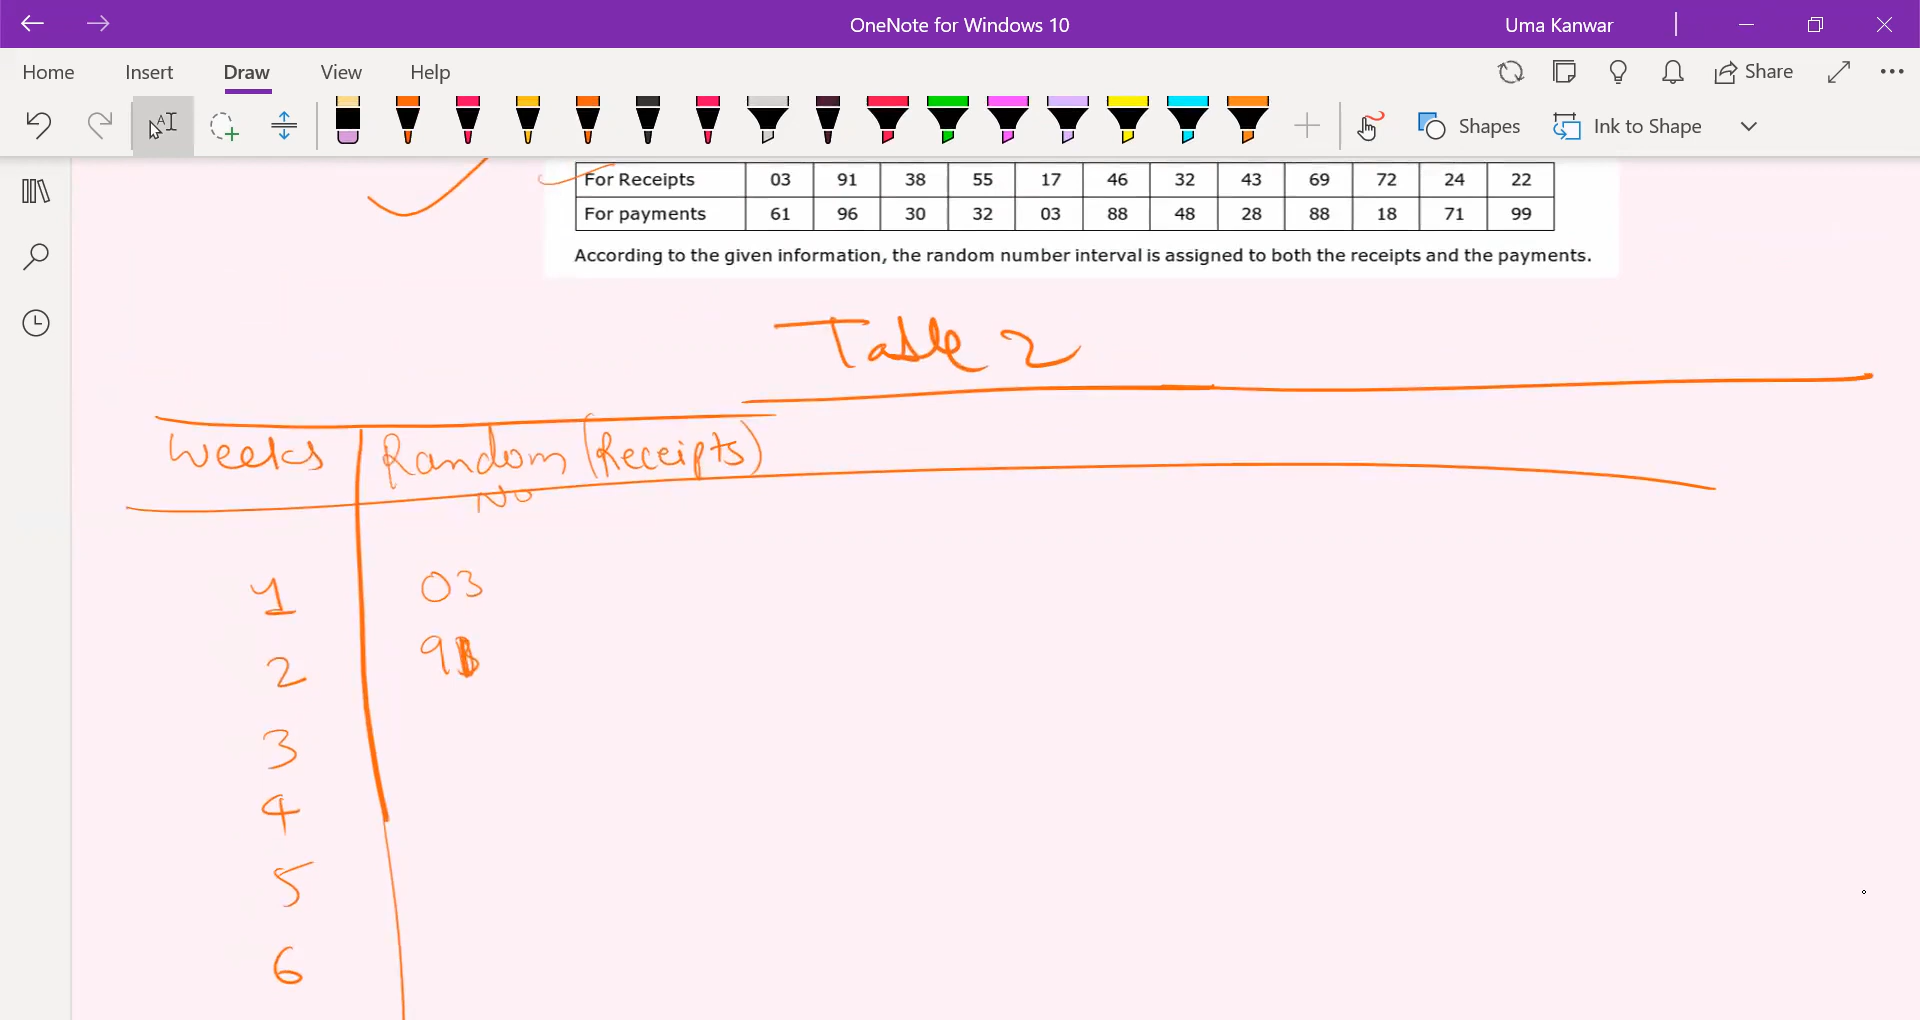 OneNote for Windows 10
Uma Kanwar
Home Insert Draw View Help
Share
Shapes
Ink to Shape
For Receipts 03 91 38 55 17 46 32 43 69 72 24 22
For payments 61 96 30 32 03 88 48 28 88 18 71 99
According to the given information, the random number interval is assigned to both the receipts and the payments.
Table 2
Weeks Random (Receipts)
No
1 03
2 91
3
4
5
6